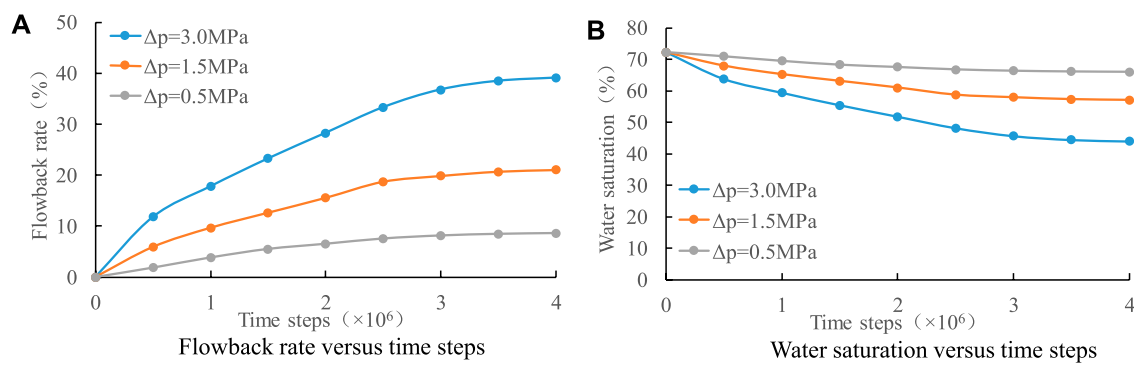 A
50
40
30
20
10
0
Flowback rate（%）
Δp=3.0MPa
Δp=1.5MPa
Δp=0.5MPa
0 1 2 3 4
Time steps（×10⁶）
Flowback rate versus time steps
B
80
70
60
50
40
30
20
10
0
Water saturation（%）
Δp=3.0MPa
Δp=1.5MPa
Δp=0.5MPa
0 1 2 3 4
Time steps（×10⁶）
Water saturation versus time steps